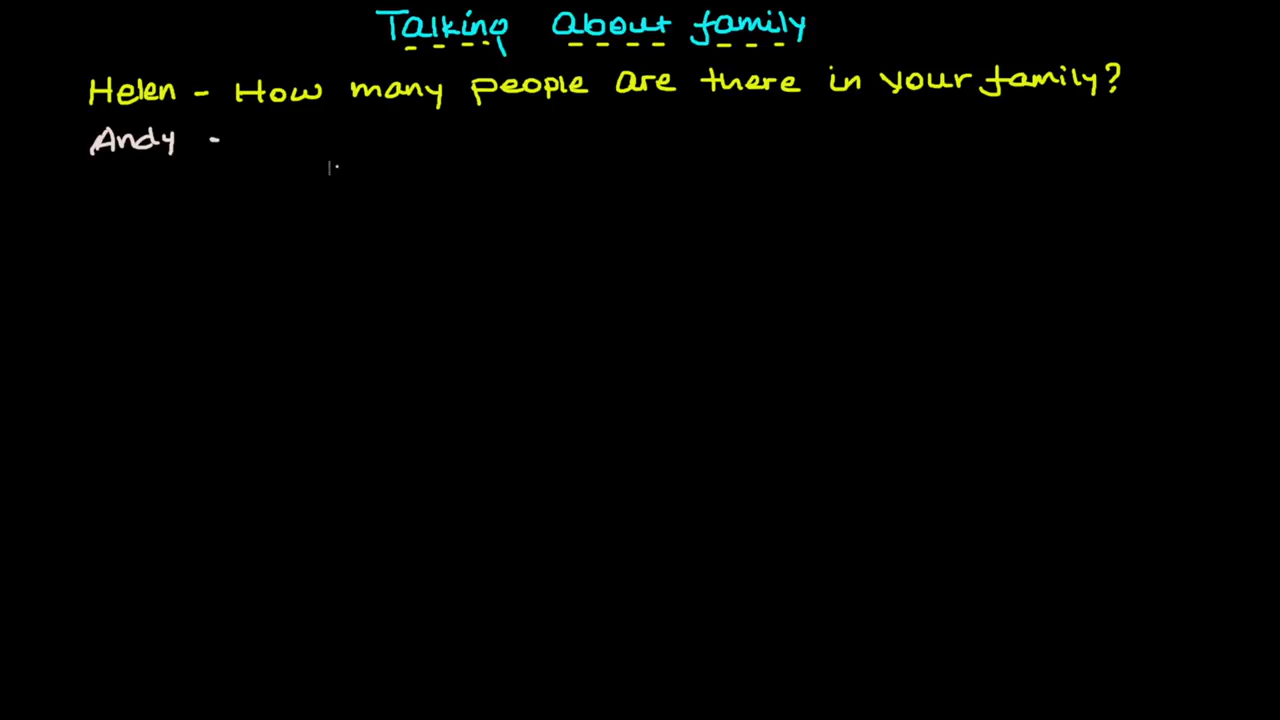 Talking about family
Helen - How many people are there in your family?
Andy -